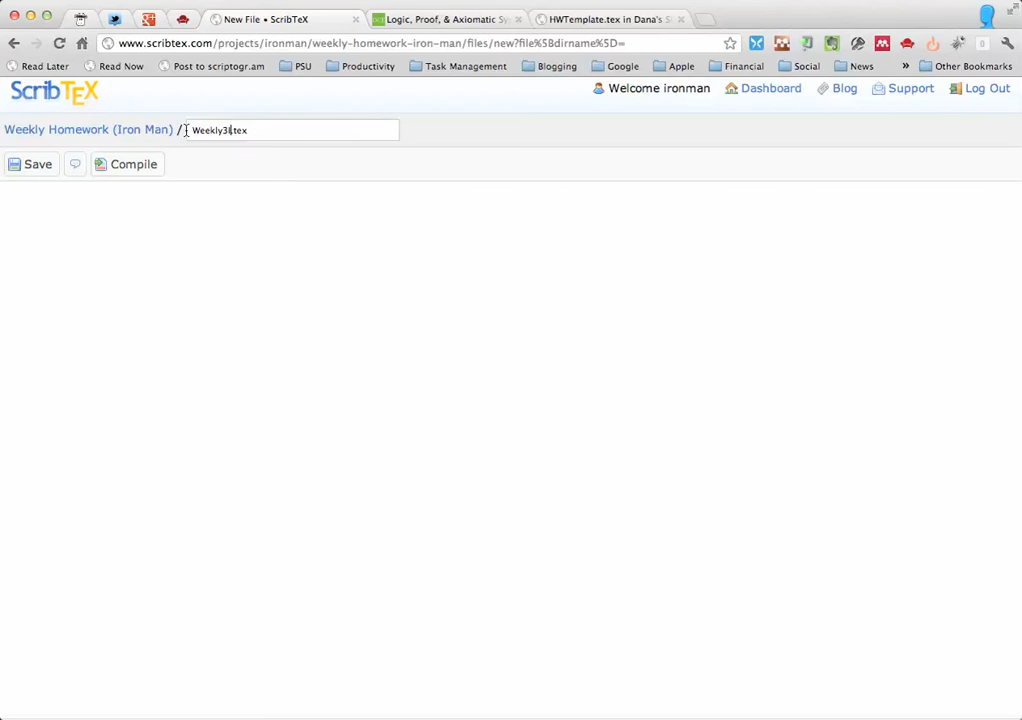 New File • ScribTeX
Logic, Proof, & Axiomatic Sy
HWTemplate.tex in Dana's S
www.scribtex.com/projects/ironman/weekly-homework-iron-man/files/new?file%5Bdirname%5D=
Read Later
Read Now
Post to scriptogr.am
PSU
Productivity
Task Management
Blogging
Google
Apple
Financial
Social
News
»
Other Bookmarks
ScribTEX
Welcome ironman
Dashboard
Blog
Support
Log Out
Weekly Homework (Iron Man) /
Weekly3.tex
Save
Compile